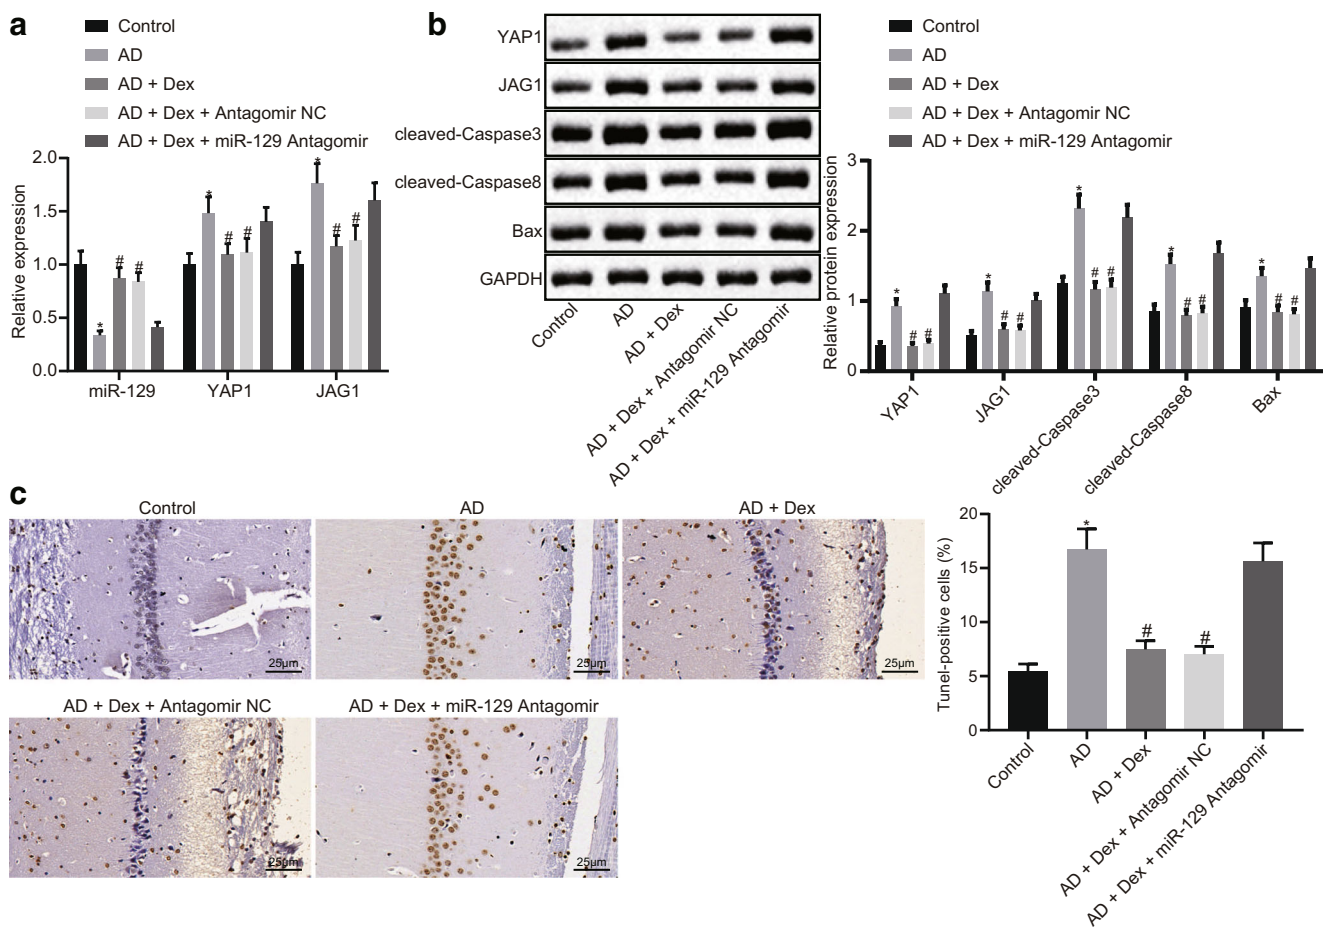 a
Control
AD
AD + Dex
AD + Dex + Antagomir NC
AD + Dex + miR-129 Antagomir
Relative expression
2.0
1.5
1.0
0.5
0.0
*
#
#
*
#
#
*
#
#
miR-129
YAP1
JAG1
b
YAP1
JAG1
cleaved-Caspase3
cleaved-Caspase8
Bax
GAPDH
Control
AD
AD + Dex
AD + Dex + Antagomir NC
AD + Dex + miR-129 Antagomir
Control
AD
AD + Dex
AD + Dex + Antagomir NC
AD + Dex + miR-129 Antagomir
Relative protein expression
3
2
1
0
*
#
#
*
#
#
*
#
#
*
#
#
*
#
#
YAP1
JAG1
cleaved-Caspase3
cleaved-Caspase8
Bax
c
Control
25μm
AD
25μm
AD + Dex
25μm
AD + Dex + Antagomir NC
25μm
AD + Dex + miR-129 Antagomir
25μm
Tunel-positive cells (%)
20
15
10
5
0
*
#
#
Control
AD
AD + Dex
AD + Dex + Antagomir NC
AD + Dex + miR-129 Antagomir